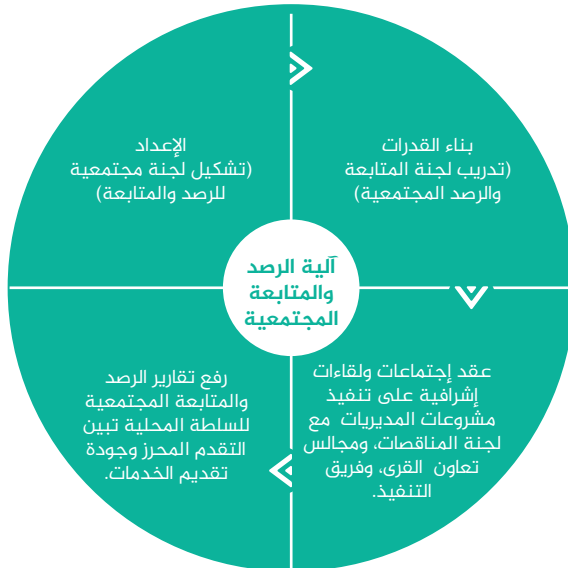 الإعداد
(تشكيل لجنة مجتمعية
للرصد والمتابعة)
بناء القدرات
(تدريب لجنة المتابعة
والرصد المجتمعية)
آلية الرصد
والمتابعة
المجتمعية
عقد إجتماعات ولقاءات
إشرافية على تنفيذ
مشروعات المديريات مع
لجنة المناقصات، ومجالس
تعاون القرى، وفريق
التنفيذ.
رفع تقارير الرصد
والمتابعة المجتمعية
للسلطة المحلية تبين
التقدم المحرز وجودة
تقديم الخدمات.